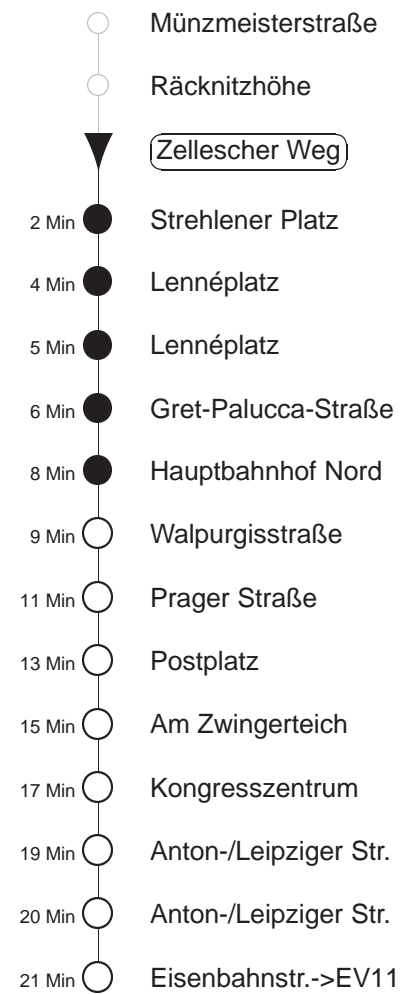 Münzmeisterstraße
Räcknitzhöhe
Zellescher Weg
2 Min Strehlener Platz
4 Min Lennéplatz
5 Min Lennéplatz
6 Min Gret-Palucca-Straße
8 Min Hauptbahnhof Nord
9 Min Walpurgisstraße
11 Min Prager Straße
13 Min Postplatz
15 Min Am Zwingerteich
17 Min Kongresszentrum
19 Min Anton-/Leipziger Str.
20 Min Anton-/Leipziger Str.
21 Min Eisenbahnstr.->EV11